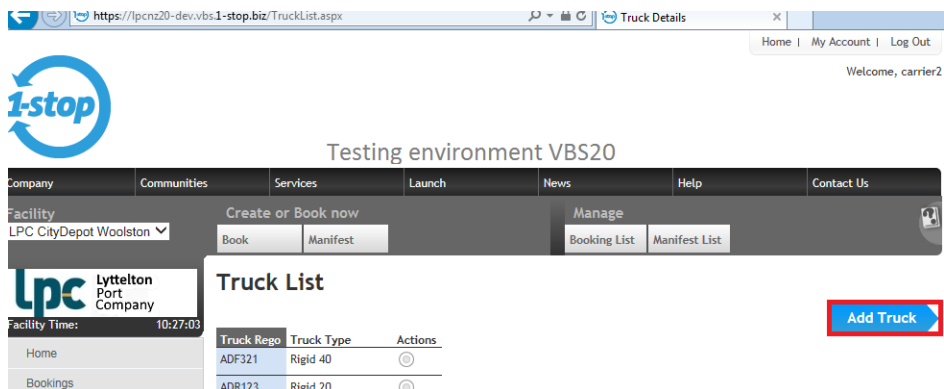 https://lpcnz20-dev.vbs.1-stop.biz/TruckList.aspx
Truck Details
Home | My Account | Log Out
Welcome, carrier2
1-stop
Testing environment VBS20
Company Communities Services Launch News Help Contact Us
Facility Create or Book now Manage
LPC CityDepot Woolston
Book Manifest Booking List Manifest List
lpc Lyttelton
Port
Company
Truck List
Facility Time: 10:27:03
Add Truck
Truck Rego Truck Type Actions
Home
ADF321 Rigid 40
Bookings
ADR123 Rigid 20